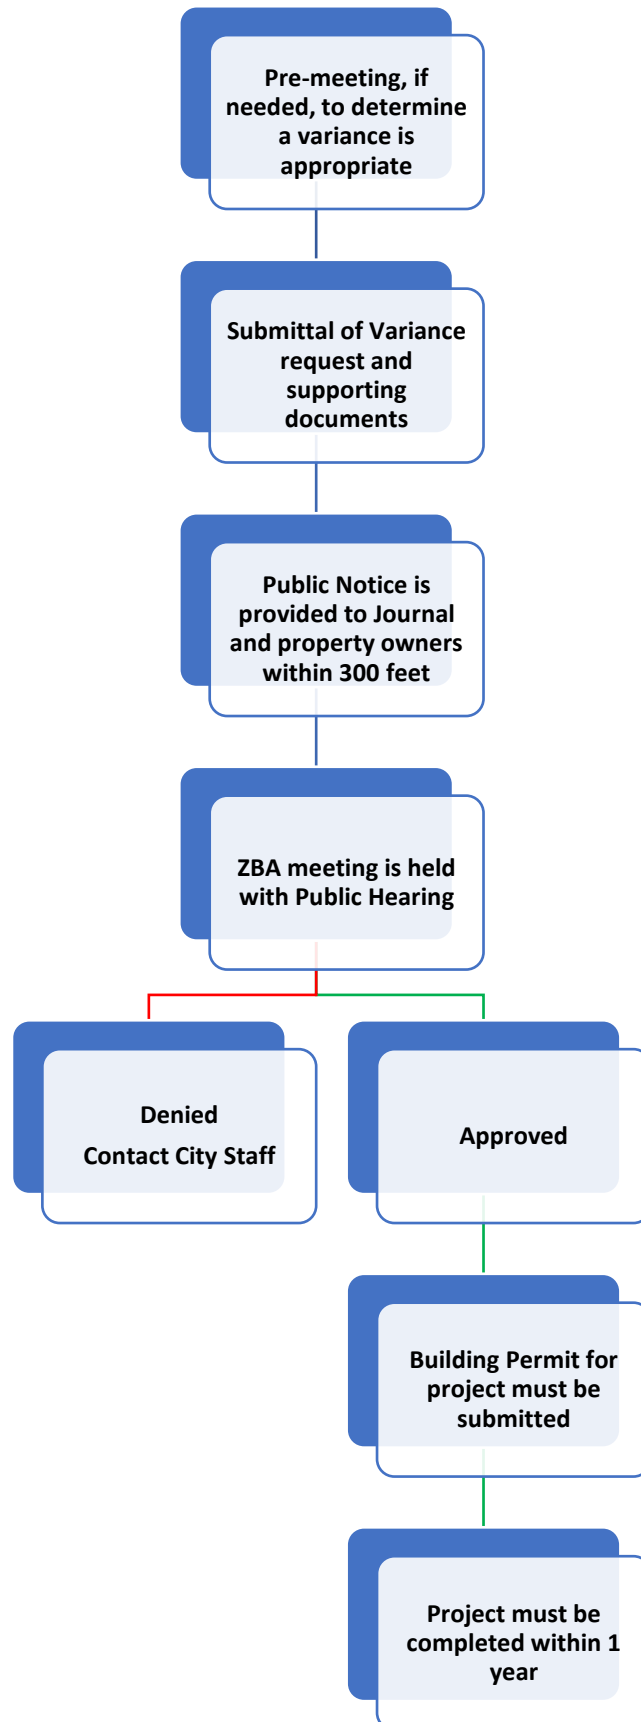 Pre-meeting, if
needed, to determine
a variance is
appropriate
Submittal of Variance
request and
supporting
documents
Public Notice is
provided to Journal
and property owners
within 300 feet
ZBA meeting is held
with Public Hearing
Denied
Contact City Staff
Approved
Building Permit for
project must be
submitted
Project must be
completed within 1
year